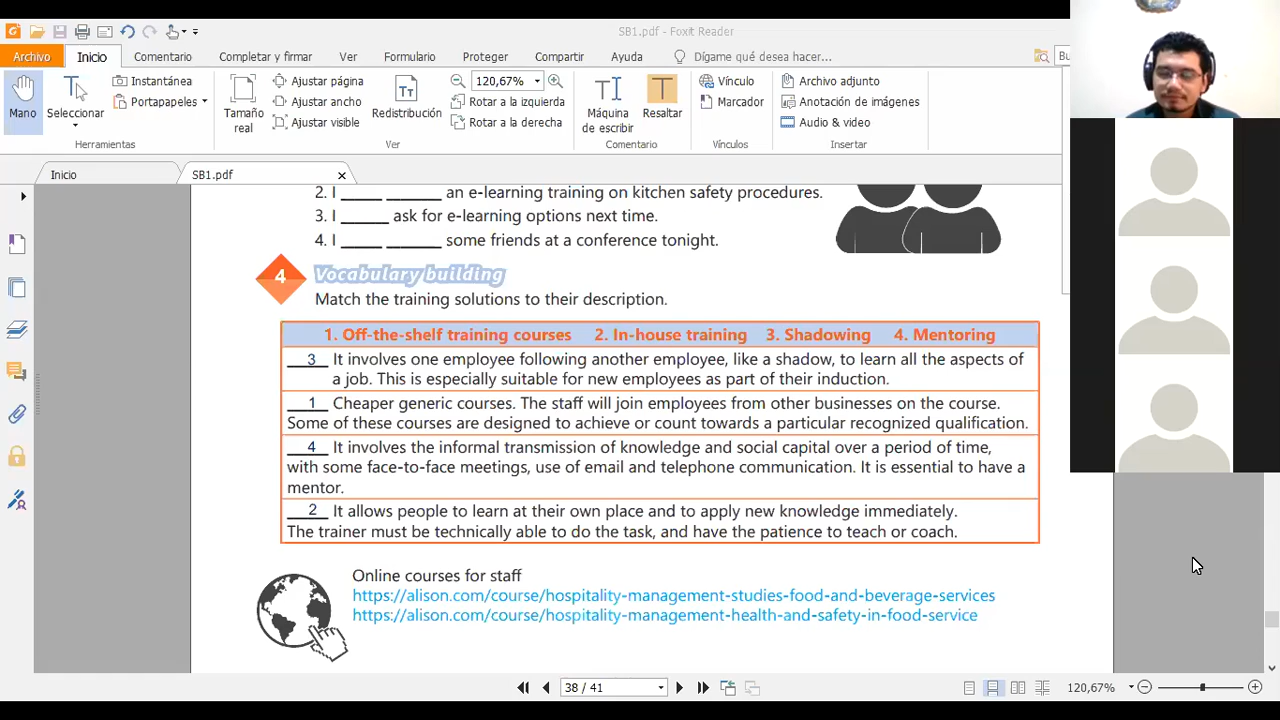 SB1.pdf - Foxit Reader
Archivo Inicio Comentario Completar y firmar Ver Formulario Proteger Compartir Ayuda Dígame qué desea hacer... Bu
Mano
Seleccionar
Instantánea
Portapapeles
Herramientas
Tamaño real
Ajustar página
Ajustar ancho
Ajustar visible
Redistribución
120,67%
Rotar a la izquierda
Rotar a la derecha
Ver
Máquina de escribir
Resaltar
Comentario
Vínculo
Marcador
Vínculos
Archivo adjunto
Anotación de imágenes
Audio & video
Insertar
Inicio SB1.pdf
2. I _____ _______ an e-learning training on kitchen safety procedures.
3. I ______ ask for e-learning options next time.
4. I _____ _______ some friends at a conference tonight.
4 Vocabulary building
Match the training solutions to their description.
1. Off-the-shelf training courses 2. In-house training 3. Shadowing 4. Mentoring
3 It involves one employee following another employee, like a shadow, to learn all the aspects of
a job. This is especially suitable for new employees as part of their induction.
1 Cheaper generic courses. The staff will join employees from other businesses on the course.
Some of these courses are designed to achieve or count towards a particular recognized qualification.
4 It involves the informal transmission of knowledge and social capital over a period of time,
with some face-to-face meetings, use of email and telephone communication. It is essential to have a
mentor.
2 It allows people to learn at their own place and to apply new knowledge immediately.
The trainer must be technically able to do the task, and have the patience to teach or coach.
Online courses for staff
https://alison.com/course/hospitality-management-studies-food-and-beverage-services
https://alison.com/course/hospitality-management-health-and-safety-in-food-service
38 / 41
120,67%